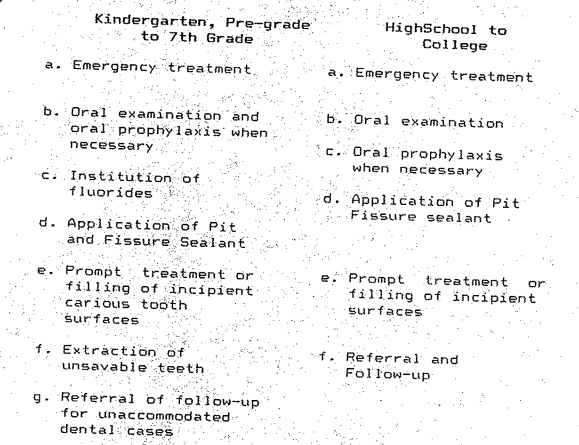 Kindergarten, Pre-grade
to 7th Grade
a. Emergency treatment
b. Oral examination and
oral prophylaxis when
necessary
c. Institution of
fluorides
d. Application of Pit
and Fissure Sealant
e. Prompt treatment or
filling of incipient
carious tooth
surfaces
f. Extraction of
unsavable teeth
g. Referral of follow-up
for unaccommodated
dental cases
HighSchool to
College
a. Emergency treatment
b. Oral examination
c. Oral prophylaxis
when necessary
d. Application of Pit
Fissure sealant
e. Prompt treatment or
filling of incipient
surfaces
f. Referral and
Follow-up